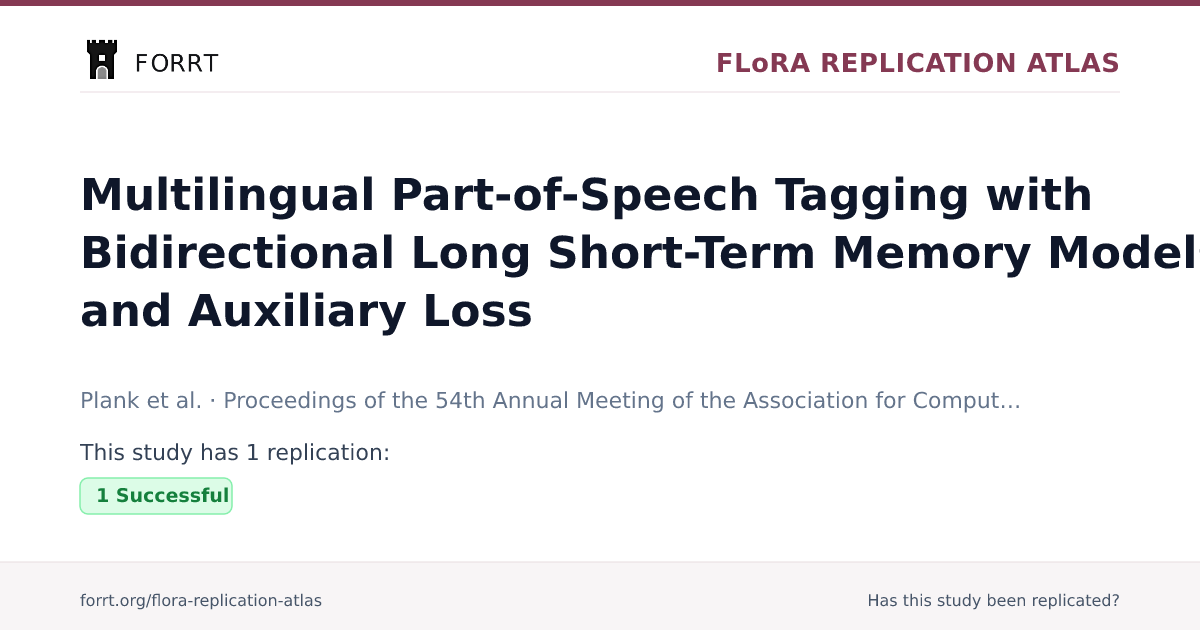 FORRT
FLoRA REPLICATION ATLAS
Multilingual Part-of-Speech Tagging with
Bidirectional Long Short-Term Memory Model
and Auxiliary Loss
Plank et al. · Proceedings of the 54th Annual Meeting of the Association for Comput...
This study has 1 replication:
1 Successful
forrt.org/flora-replication-atlas
Has this study been replicated?